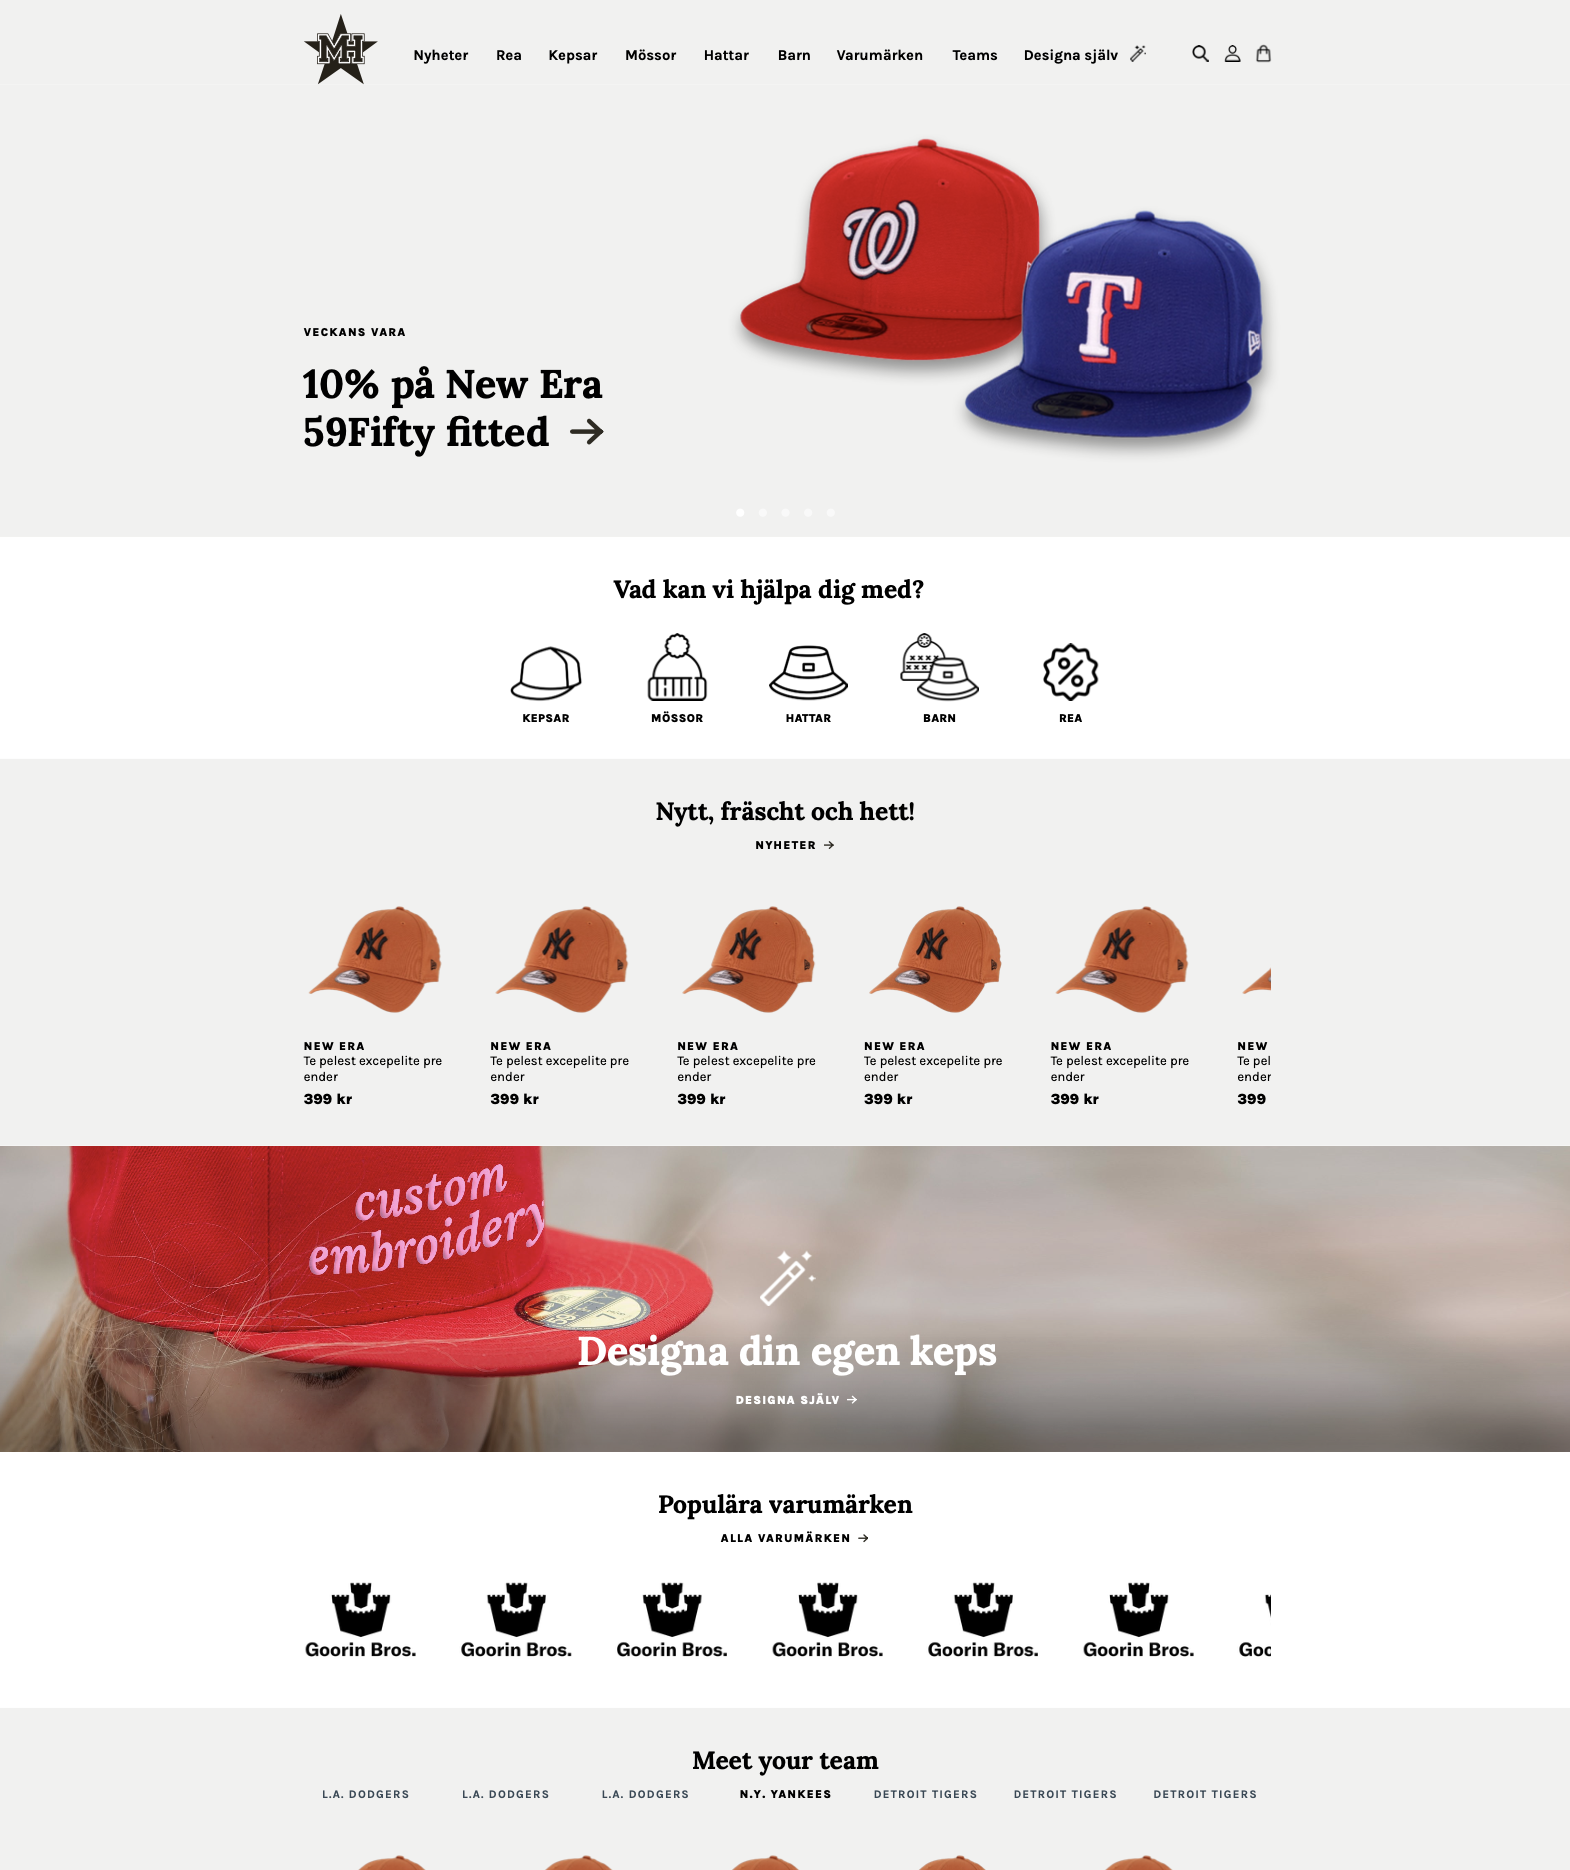 MH
Nyheter Rea Kepsar Mössor Hattar Barn Varumärken Teams Designa själv
W
T
VECKANS VARA
10% på New Era
59Fifty fitted
Vad kan vi hjälpa dig med?
KEPSAR MÖSSOR HATTAR BARN REA
Nytt, fräscht och hett!
NYHETER
NY NY NY NY NY
NEW ERA NEW ERA NEW ERA NEW ERA NEW ERA NEW
Te pelest excepelite pre Te pelest excepelite pre Te pelest excepelite pre Te pelest excepelite pre Te pelest excepelite pre Te pel
ender ender ender ender ender ender
399 kr 399 kr 399 kr 399 kr 399 kr 399
custom
embroidery
Designa din egen keps
DESIGNA SJÄLV
Populära varumärken
ALLA VARUMÄRKEN
Goorin Bros. Goorin Bros. Goorin Bros. Goorin Bros. Goorin Bros. Goorin Bros. Goo
Meet your team
L.A. DODGERS L.A. DODGERS L.A. DODGERS N.Y. YANKEES DETROIT TIGERS DETROIT TIGERS DETROIT TIGERS